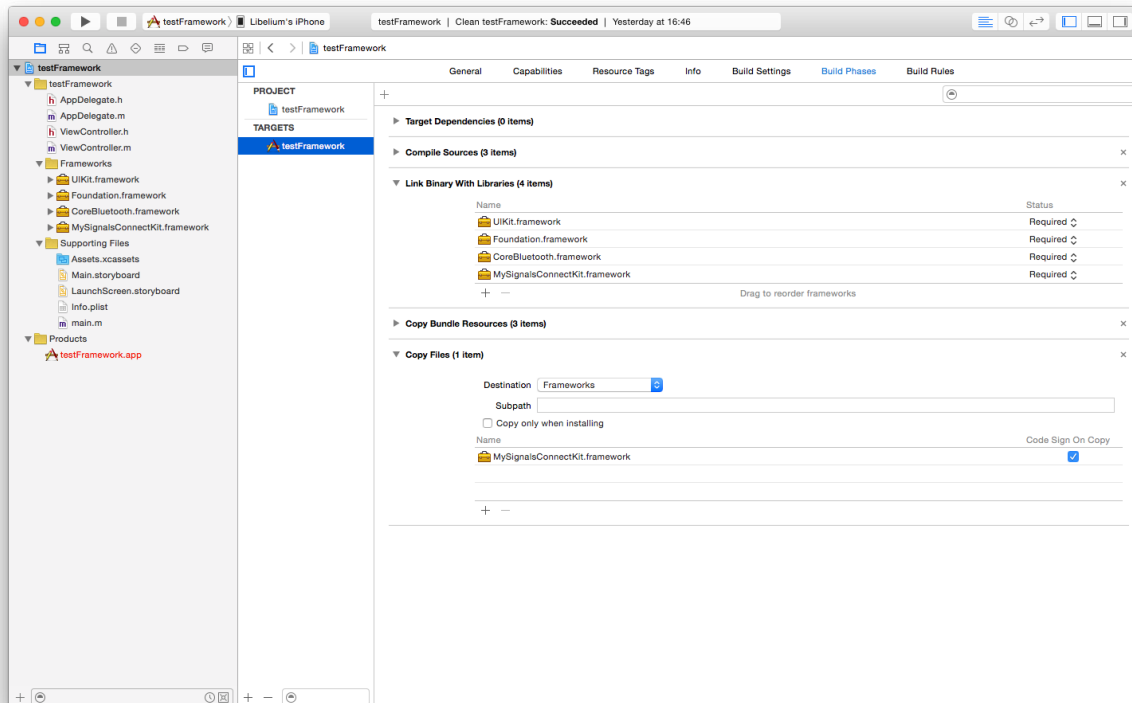 testFramework
Libelium's iPhone
testFramework | Clean testFramework: Succeeded | Yesterday at 16:46
testFramework
testFramework
General
Capabilities
Resource Tags
Info
Build Settings
Build Phases
Build Rules
testFramework
AppDelegate.h
AppDelegate.m
ViewController.h
ViewController.m
Frameworks
UIKit.framework
Foundation.framework
CoreBluetooth.framework
MySignalsConnectKit.framework
Supporting Files
Assets.xcassets
Main.storyboard
LaunchScreen.storyboard
Info.plist
main.m
Products
testFramework.app
PROJECT
testFramework
TARGETS
testFramework
Target Dependencies (0 items)
Compile Sources (3 items)
Link Binary With Libraries (4 items)
Name Status
UIKit.framework Required
Foundation.framework Required
CoreBluetooth.framework Required
MySignalsConnectKit.framework Required
Drag to reorder frameworks
Copy Bundle Resources (3 items)
Copy Files (1 item)
Destination Frameworks
Subpath
Copy only when installing
Name Code Sign On Copy
MySignalsConnectKit.framework